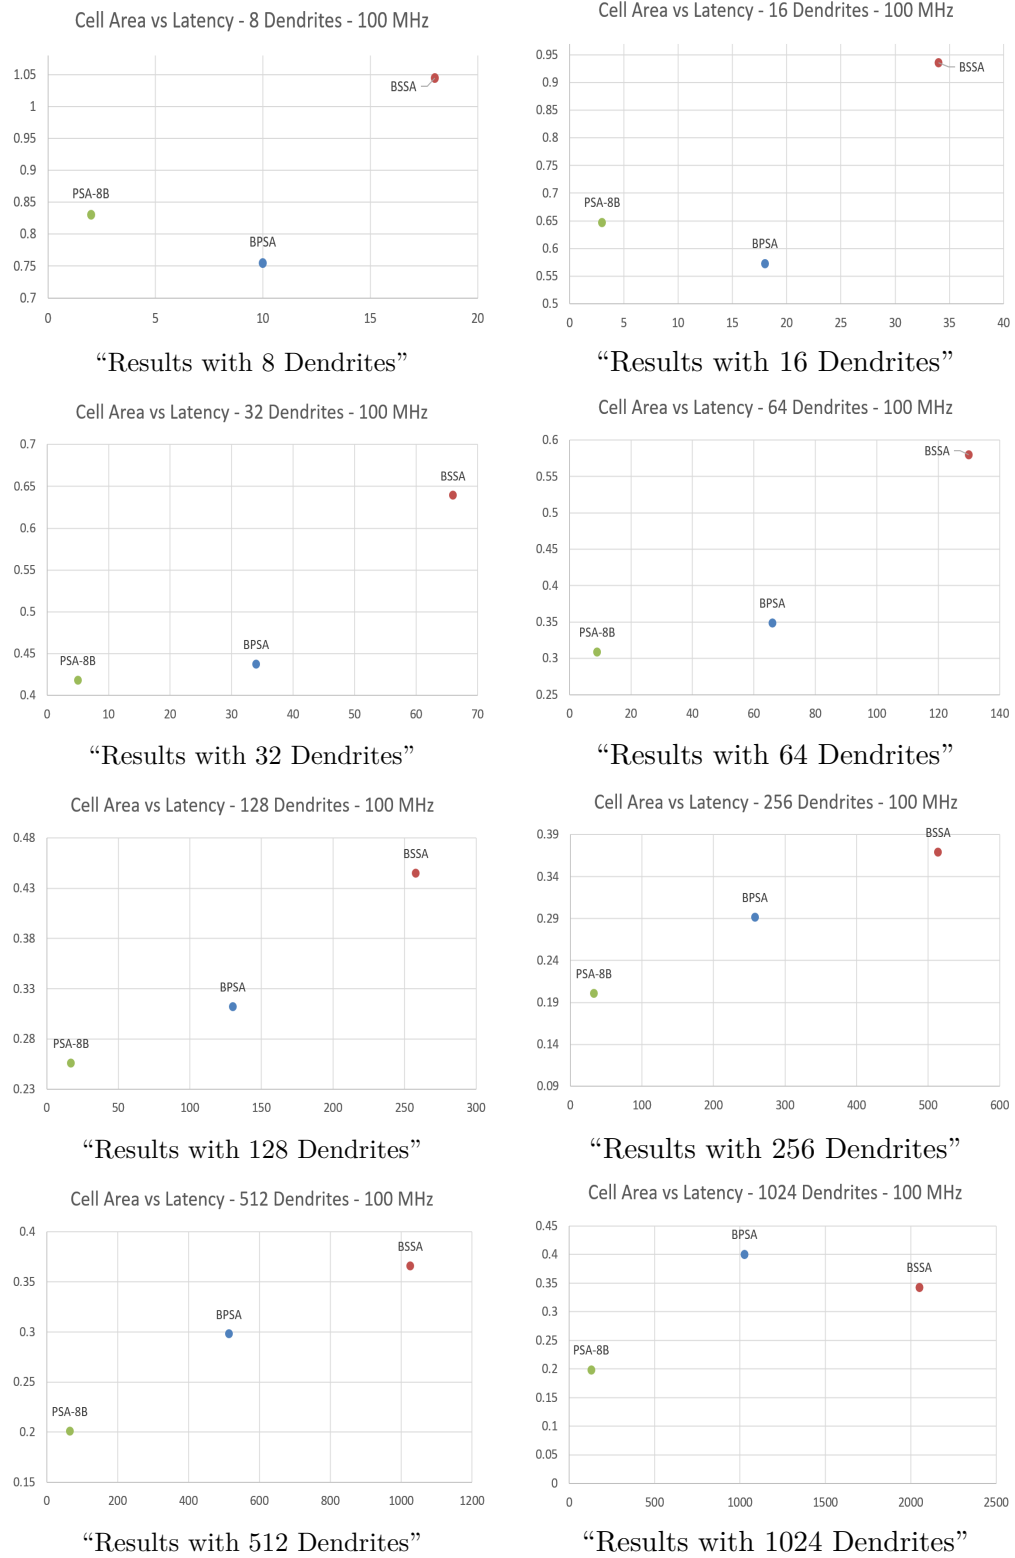 Cell Area vs Latency - 8 Dendrites - 100 MHz
1.05
1
0.95
0.9
0.85
0.8
0.75
0.7
BSSA
PSA-8B
BPSA
0 5 10 15 20
“Results with 8 Dendrites”
Cell Area vs Latency - 16 Dendrites - 100 MHz
0.95
0.9
0.85
0.8
0.75
0.7
0.65
0.6
0.55
0.5
BSSA
PSA-8B
BPSA
0 5 10 15 20 25 30 35 40
“Results with 16 Dendrites”
Cell Area vs Latency - 32 Dendrites - 100 MHz
0.7
0.65
0.6
0.55
0.5
0.45
0.4
BSSA
BPSA
PSA-8B
0 10 20 30 40 50 60 70
“Results with 32 Dendrites”
Cell Area vs Latency - 64 Dendrites - 100 MHz
0.6
0.55
0.5
0.45
0.4
0.35
0.3
0.25
BSSA
BPSA
PSA-8B
0 20 40 60 80 100 120 140
“Results with 64 Dendrites”
Cell Area vs Latency - 128 Dendrites - 100 MHz
0.48
0.43
0.38
0.33
0.28
0.23
BSSA
BPSA
PSA-8B
0 50 100 150 200 250 300
“Results with 128 Dendrites”
Cell Area vs Latency - 256 Dendrites - 100 MHz
0.39
0.34
0.29
0.24
0.19
0.14
0.09
BSSA
BPSA
PSA-8B
0 100 200 300 400 500 600
“Results with 256 Dendrites”
Cell Area vs Latency - 512 Dendrites - 100 MHz
0.4
0.35
0.3
0.25
0.2
0.15
BSSA
BPSA
PSA-8B
0 200 400 600 800 1000 1200
“Results with 512 Dendrites”
Cell Area vs Latency - 1024 Dendrites - 100 MHz
0.45
0.4
0.35
0.3
0.25
0.2
0.15
0.1
0.05
0
BPSA
BSSA
PSA-8B
0 500 1000 1500 2000 2500
“Results with 1024 Dendrites”